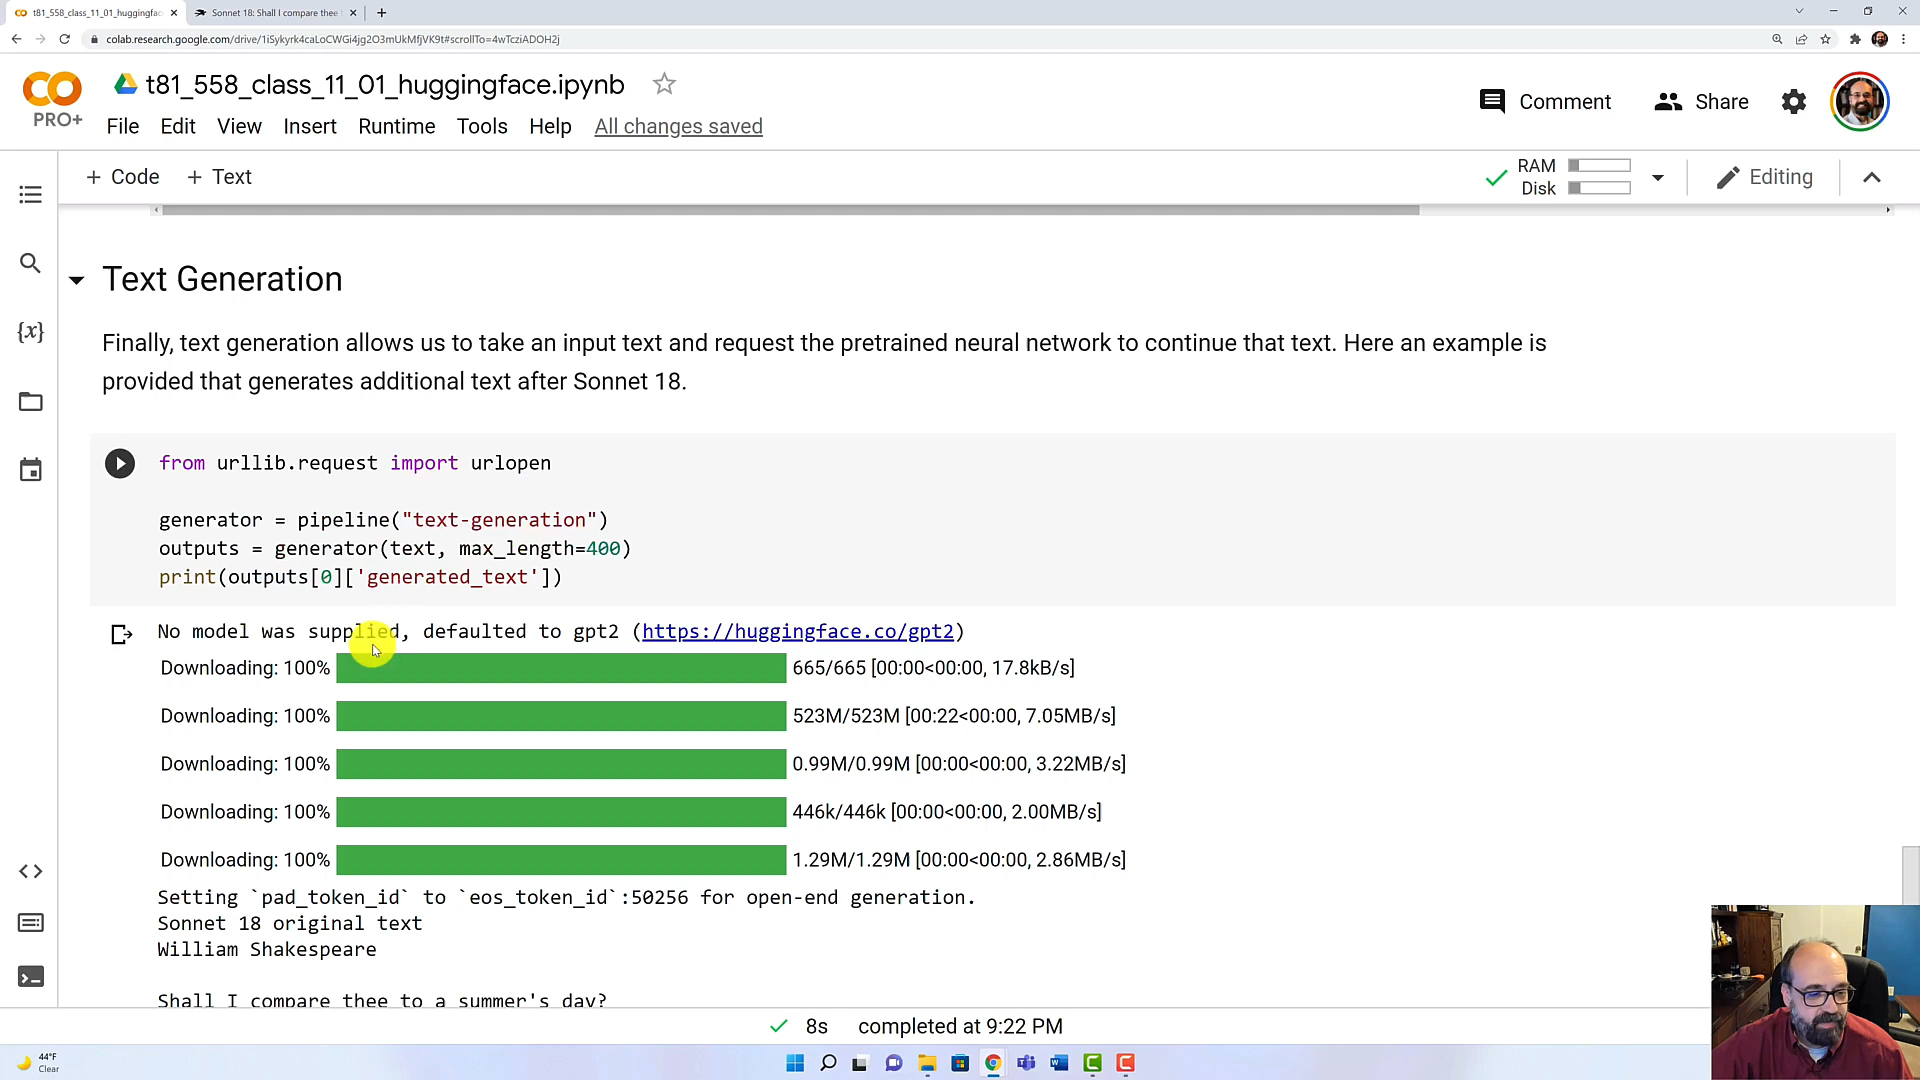 t81_558_class_11_01_huggingfac
Sonnet 18: Shall I compare thee
colab.research.google.com/drive/1iSykyrk4caLoCWGi4jg2O3mUkMfjVK9t#scrollTo=4wTcziADOH2j
CO
PRO+
t81_558_class_11_01_huggingface.ipynb
File Edit View Insert Runtime Tools Help All changes saved
Comment
Share
+ Code + Text
RAM
Disk
Editing
Text Generation
Finally, text generation allows us to take an input text and request the pretrained neural network to continue that text. Here an example is
provided that generates additional text after Sonnet 18.
from urllib.request import urlopen
generator = pipeline("text-generation")
outputs = generator(text, max_length=400)
print(outputs[0]['generated_text'])
No model was supplied, defaulted to gpt2 (https://huggingface.co/gpt2)
Downloading: 100% 665/665 [00:00<00:00, 17.8kB/s]
Downloading: 100% 523M/523M [00:22<00:00, 7.05MB/s]
Downloading: 100% 0.99M/0.99M [00:00<00:00, 3.22MB/s]
Downloading: 100% 446k/446k [00:00<00:00, 2.00MB/s]
Downloading: 100% 1.29M/1.29M [00:00<00:00, 2.86MB/s]
Setting `pad_token_id` to `eos_token_id`:50256 for open-end generation.
Sonnet 18 original text
William Shakespeare
Shall I compare thee to a summer's day?
8s completed at 9:22 PM
44°F
Clear